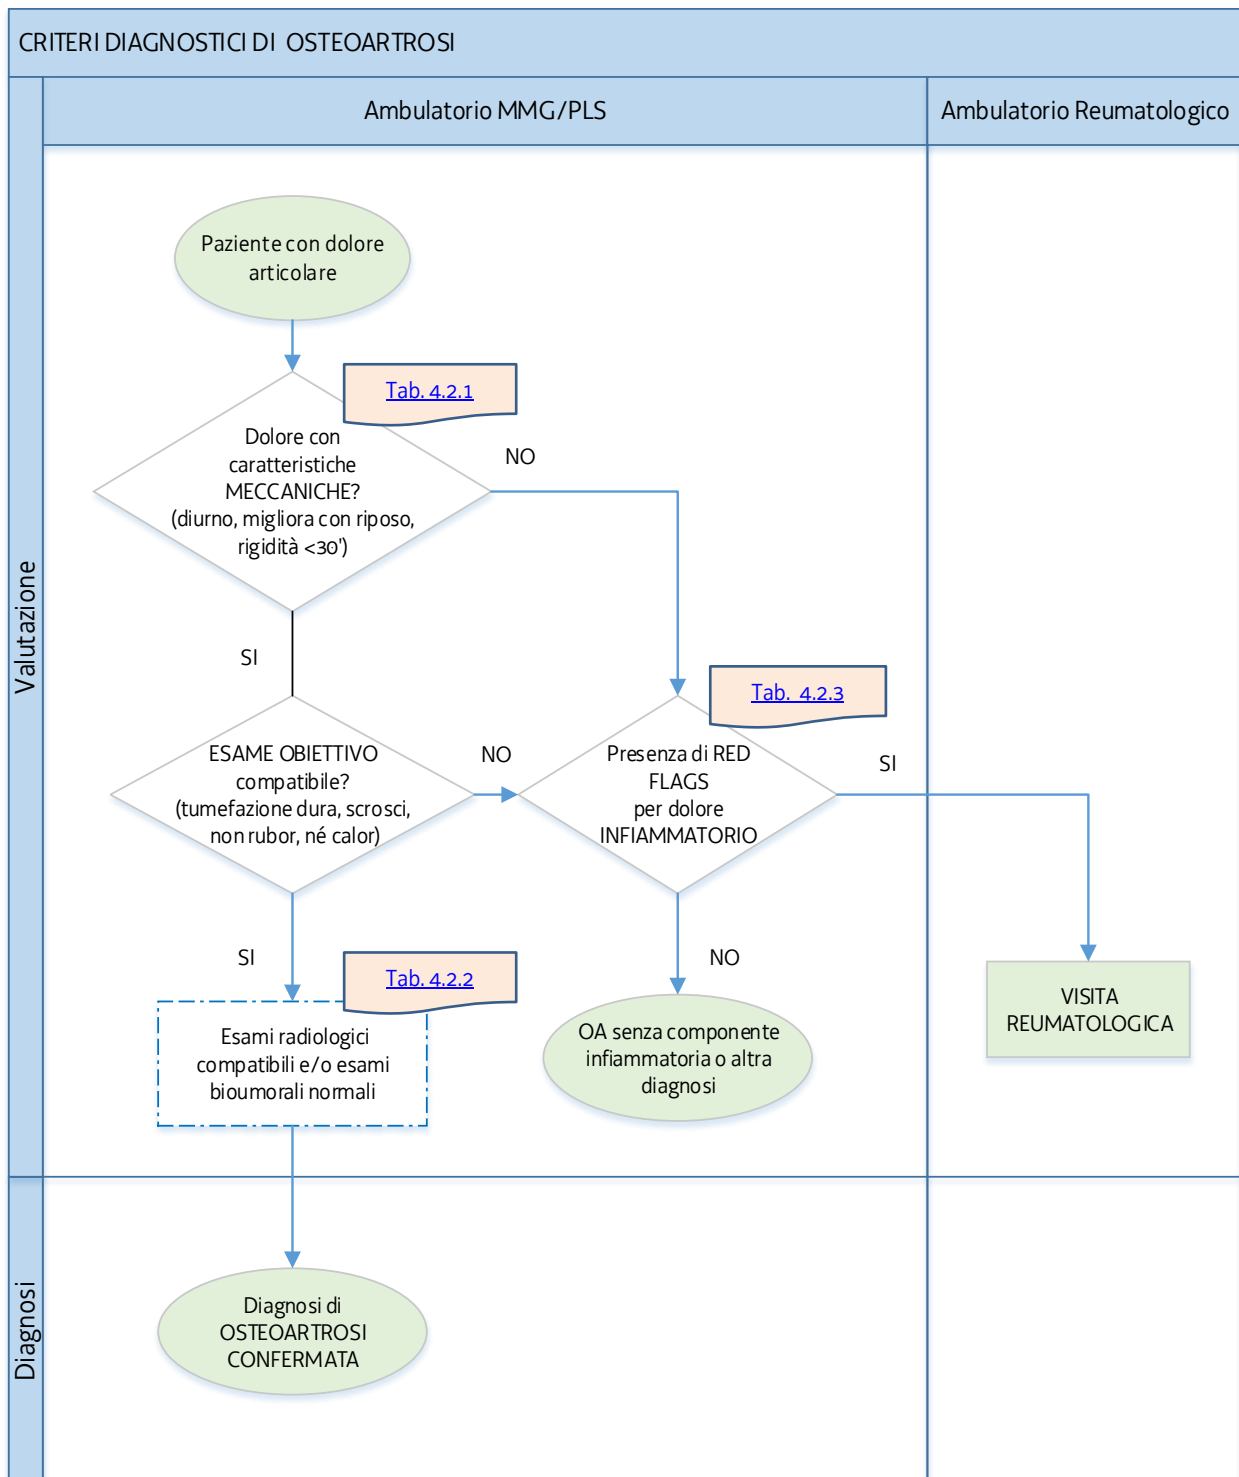 CRITERI DIAGNOSTICI DI OSTEOARTROSI
Ambulatorio MMG/PLS
Ambulatorio Reumatologico
Valutazione
Paziente con dolore
articolare
Tab. 4.2.1
Dolore con
caratteristiche
MECCANICHE?
(diurno, migliora con riposo,
rigidità <30')
NO
SI
Tab. 4.2.3
ESAME OBIETTIVO
compatibile?
(tumefazione dura, scrosci,
non rubor, né calor)
NO
Presenza di RED
FLAGS
per dolore
INFIAMMATORIO
SI
SI
Tab. 4.2.2
NO
Esami radiologici
compatibili e/o esami
bioumorali normali
OA senza componente
infiammatoria o altra
diagnosi
VISITA
REUMATOLOGICA
Diagnosi
Diagnosi di
OSTEOARTROSI
CONFERMATA